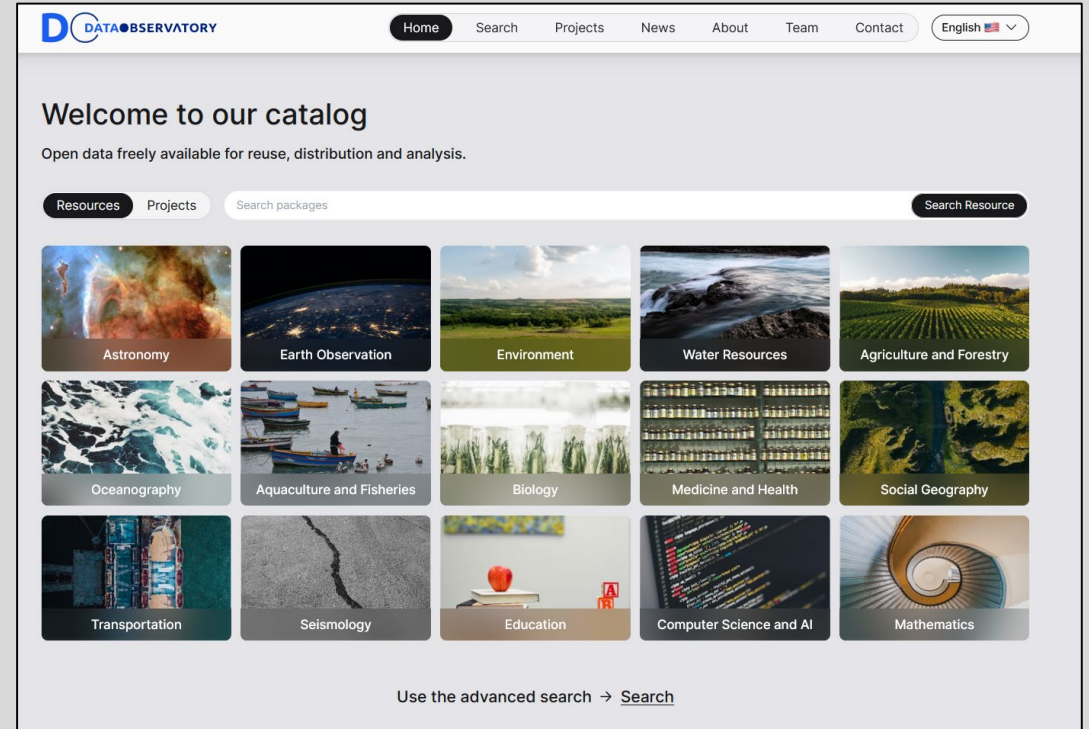 DO DATAOBSERVATORY
Home Search Projects News About Team Contact English
Welcome to our catalog
Open data freely available for reuse, distribution and analysis.
Resources Projects Search packages Search Resource
Astronomy Earth Observation Environment Water Resources Agriculture and Forestry
Oceanography Aquaculture and Fisheries Biology Medicine and Health Social Geography
A
B
Transportation Seismology Education Computer Science and AI Mathematics
Use the advanced search → Search